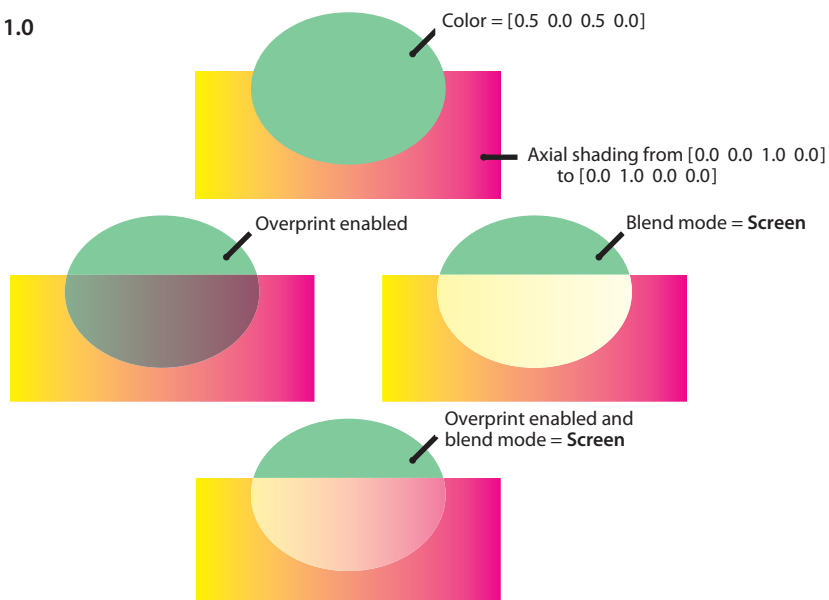 1.0
Color = [0.5 0.0 0.5 0.0]
Axial shading from [0.0 0.0 1.0 0.0]
to [0.0 1.0 0.0 0.0]
Overprint enabled
Blend mode = Screen
Overprint enabled and
blend mode = Screen